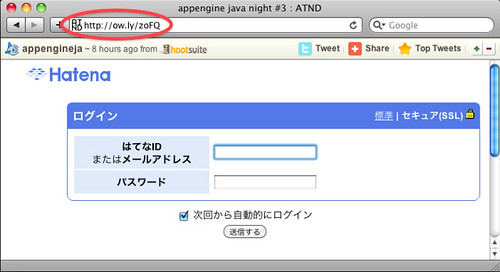 appengine java night #3 : ATND
http://ow.ly/zoFQ
Google
appengineja ~ 8 hours ago from hootsuite
Tweet
Share
Top Tweets
Hatena
ログイン
標準 | セキュア(SSL)
はてなID
またはメールアドレス
パスワード
次回から自動的にログイン
送信する